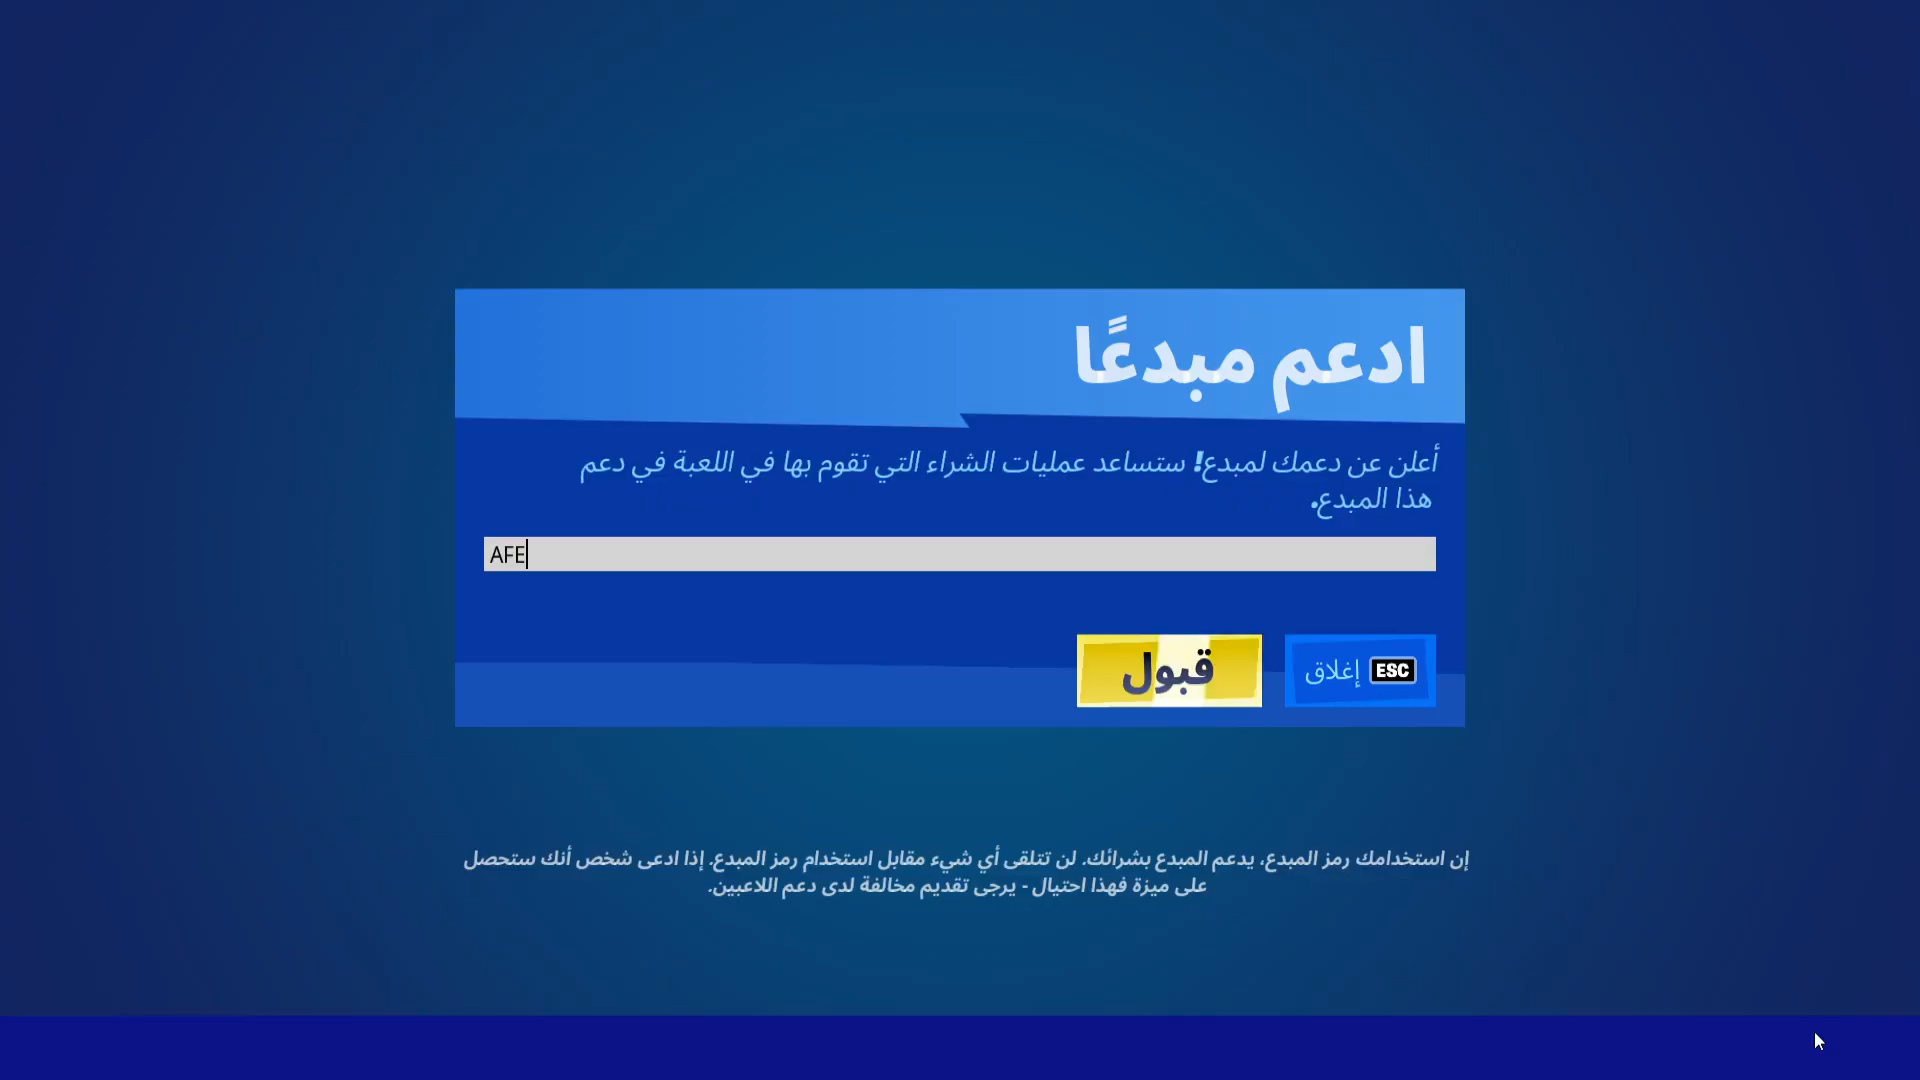 ادعم مبدعًا
أعلن عن دعمك لمبدع! ستساعد عمليات الشراء التي تقوم بها في اللعبة في دعم
هذا المبدع.
AFE
ESC إغلاق
قبول
إن استخدامك رمز المبدع، يدعم المبدع بشرائك. لن تتلقى أي شيء مقابل استخدام رمز المبدع. إذا ادعى شخص أنك ستحصل
على ميزة فهذا احتيال - يرجى تقديم مخالفة لدى دعم اللاعبين.